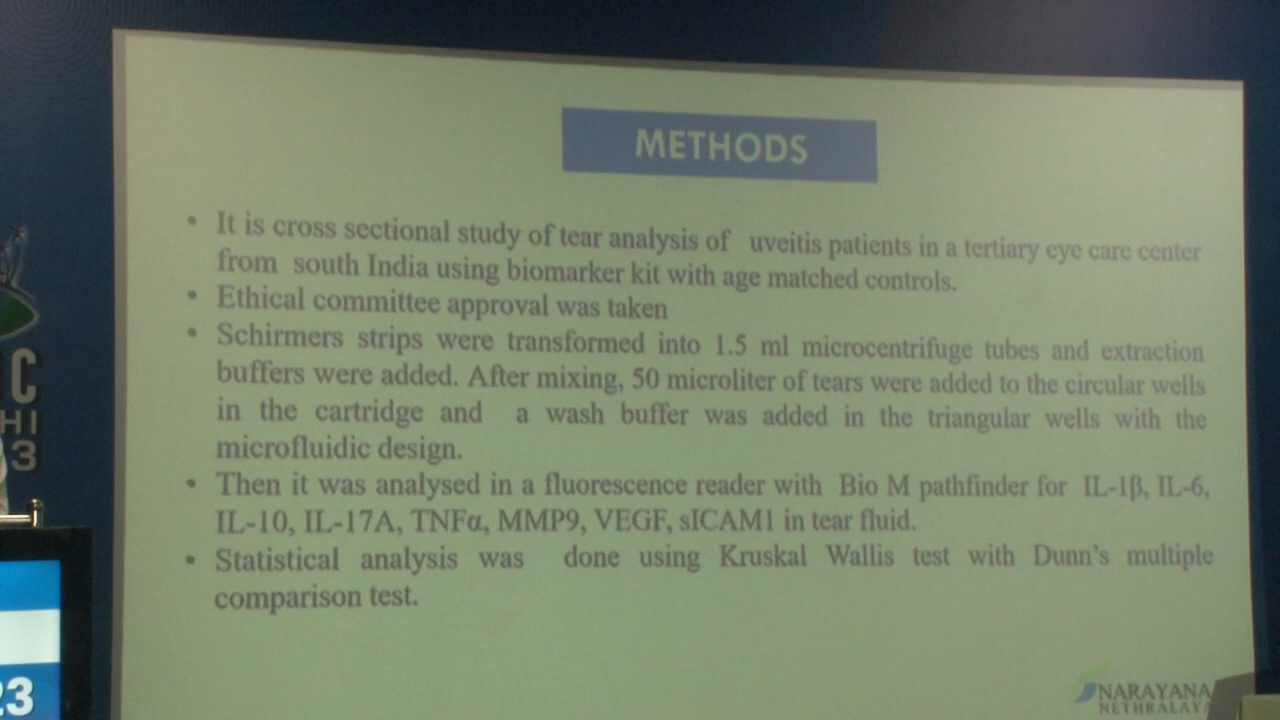 METHODS
• It is cross sectional study of tear analysis of uveitis patients in a tertiary eye care center
from south India using biomarker kit with age matched controls.
• Ethical committee approval was taken
• Schirmers strips were transformed into 1.5 ml microcentrifuge tubes and extraction
buffers were added. After mixing, 50 microliter of tears were added to the circular wells
in the cartridge and a wash buffer was added in the triangular wells with the
microfluidic design.
• Then it was analysed in a fluorescence reader with Bio M pathfinder for IL-1β, IL-6,
IL-10, IL-17A, TNFα, MMP9, VEGF, sICAM1 in tear fluid.
• Statistical analysis was done using Kruskal Wallis test with Dunn's multiple
comparison test.
NARAYANA
NETHRALAYA
C
HI
3
23